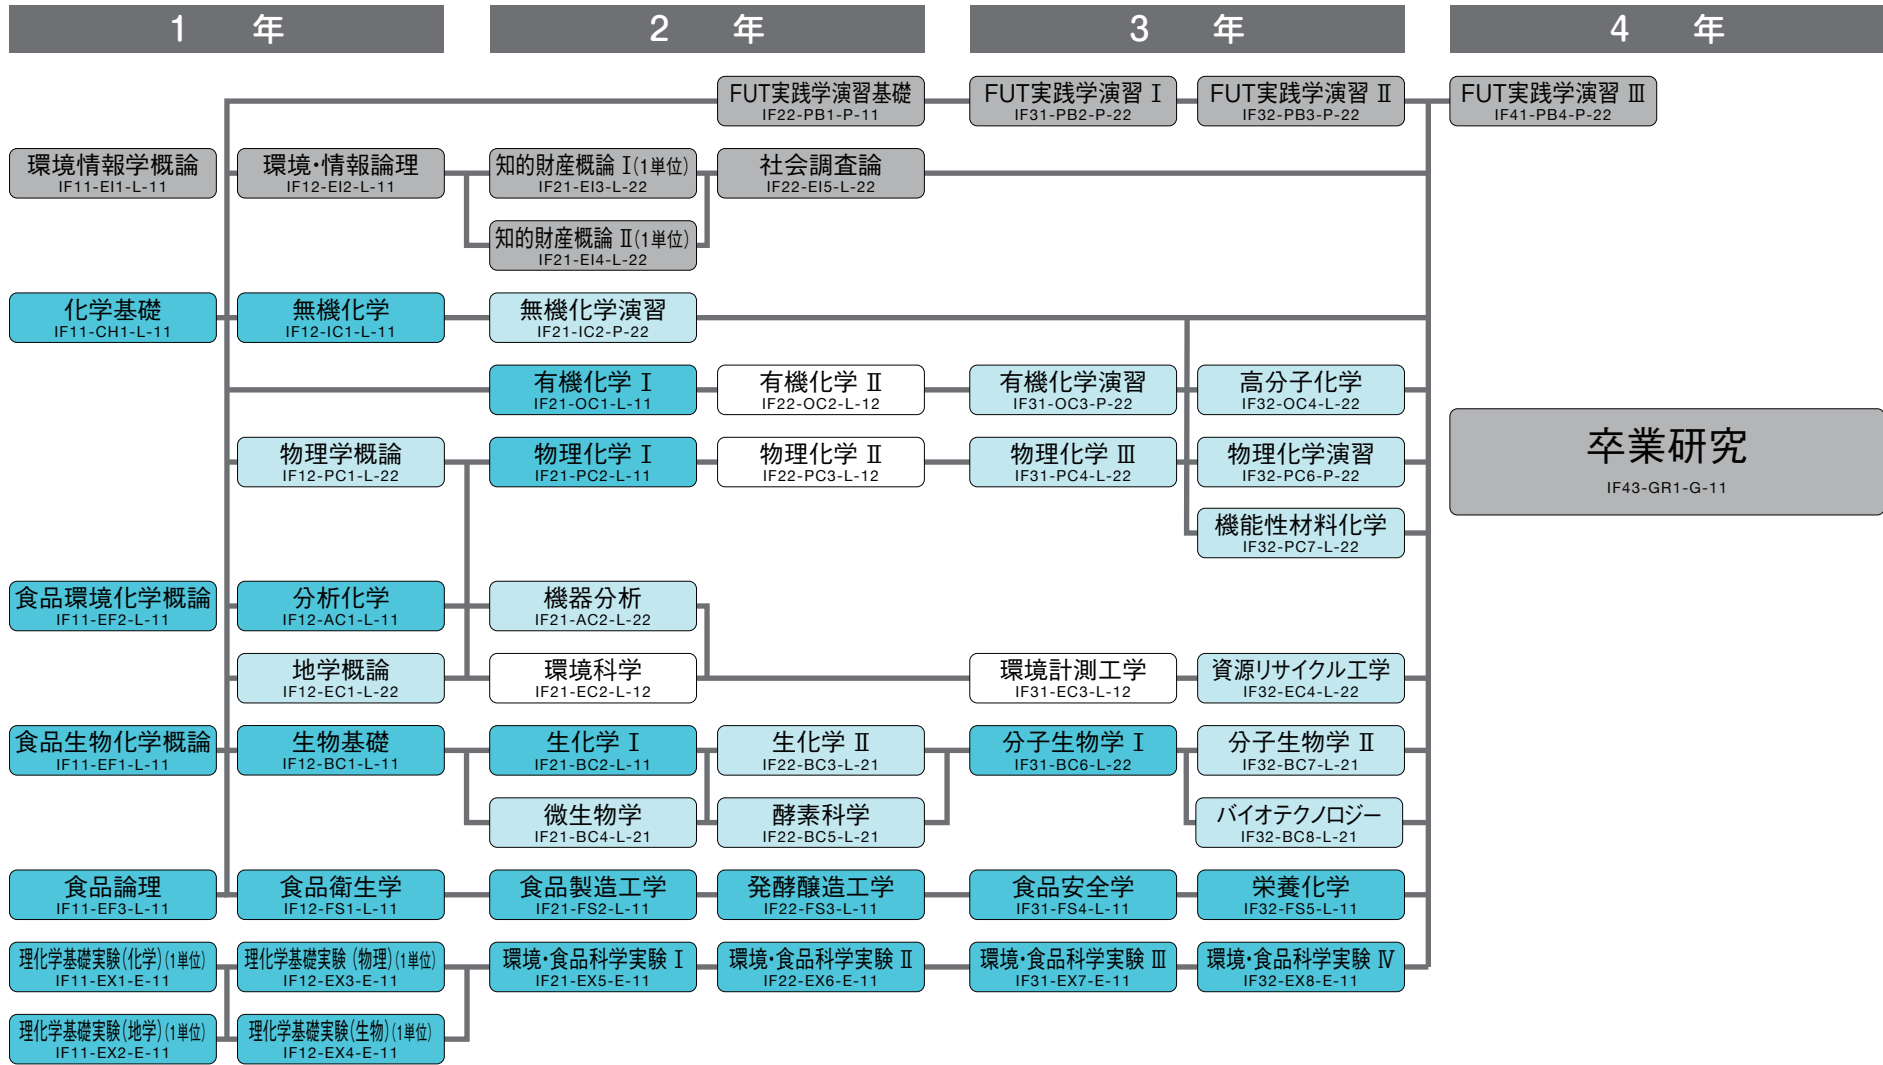 1 年
2 年
3 年
4 年
FUT実践学演習基礎
IF22-PB1-P-11
FUT実践学演習 Ⅰ
IF31-PB2-P-22
FUT実践学演習 Ⅱ
IF32-PB3-P-22
FUT実践学演習 Ⅲ
IF41-PB4-P-22
環境情報学概論
IF11-EI1-L-11
環境・情報論理
IF12-EI2-L-11
知的財産概論 Ⅰ(1単位)
IF21-EI3-L-22
社会調査論
IF22-EI5-L-22
知的財産概論 Ⅱ(1単位)
IF21-EI4-L-22
化学基礎
IF11-CH1-L-11
無機化学
IF12-IC1-L-11
無機化学演習
IF21-IC2-P-22
有機化学 Ⅰ
IF21-OC1-L-11
有機化学 Ⅱ
IF22-OC2-L-12
有機化学演習
IF31-OC3-P-22
高分子化学
IF32-OC4-L-22
卒業研究
IF43-GR1-G-11
物理学概論
IF12-PC1-L-22
物理化学 Ⅰ
IF21-PC2-L-11
物理化学 Ⅱ
IF22-PC3-L-12
物理化学 Ⅲ
IF31-PC4-L-22
物理化学演習
IF32-PC6-P-22
機能性材料化学
IF32-PC7-L-22
食品環境化学概論
IF11-EF2-L-11
分析化学
IF12-AC1-L-11
機器分析
IF21-AC2-L-22
地学概論
IF12-EC1-L-22
環境科学
IF21-EC2-L-12
環境計測工学
IF31-EC3-L-12
資源リサイクル工学
IF32-EC4-L-22
食品生物化学概論
IF11-EF1-L-11
生物基礎
IF12-BC1-L-11
生化学 Ⅰ
IF21-BC2-L-11
生化学 Ⅱ
IF22-BC3-L-21
分子生物学 Ⅰ
IF31-BC6-L-22
分子生物学 Ⅱ
IF32-BC7-L-21
微生物学
IF21-BC4-L-21
酵素科学
IF22-BC5-L-21
バイオテクノロジー
IF32-BC8-L-21
食品論理
IF11-EF3-L-11
食品衛生学
IF12-FS1-L-11
食品製造工学
IF21-FS2-L-11
発酵醸造工学
IF22-FS3-L-11
食品安全学
IF31-FS4-L-11
栄養化学
IF32-FS5-L-11
理化学基礎実験(化学)(1単位)
IF11-EX1-E-11
理化学基礎実験(物理)(1単位)
IF12-EX3-E-11
環境・食品科学実験 Ⅰ
IF21-EX5-E-11
環境・食品科学実験 Ⅱ
IF22-EX6-E-11
環境・食品科学実験 Ⅲ
IF31-EX7-E-11
環境・食品科学実験 Ⅳ
IF32-EX8-E-11
理化学基礎実験(地学)(1単位)
IF11-EX2-E-11
理化学基礎実験(生物)(1単位)
IF12-EX4-E-11